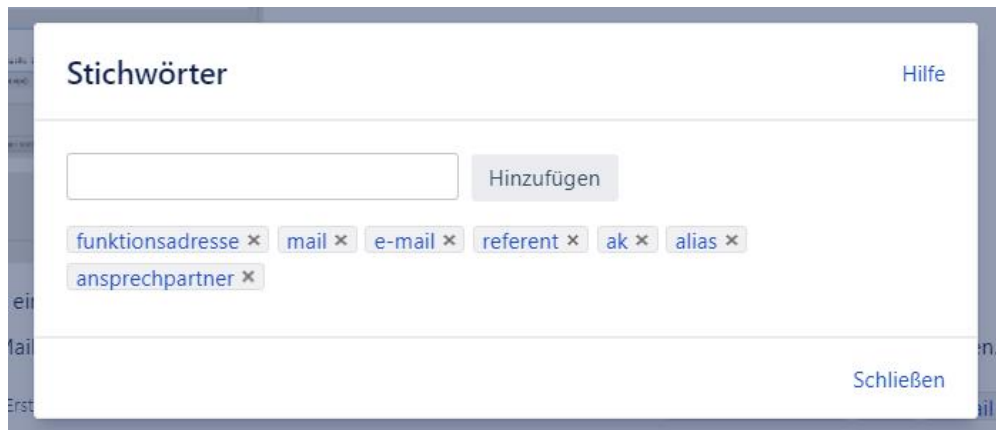 Stichwörter
Hilfe
Hinzufügen
funktionsadresse × mail × e-mail × referent × ak × alias ×
ansprechpartner ×
Schließen